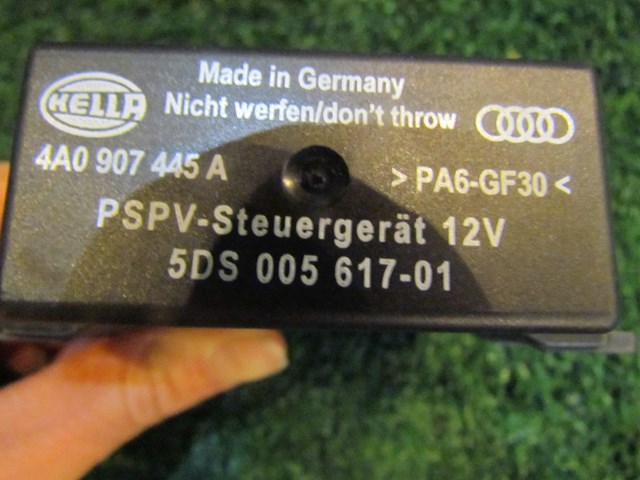 Made in Germany
HELLA Nicht werfen/don't throw
4A0 907 445 A > PA6-GF30 <
PSPV-Steuergerät 12V
5DS 005 617-01